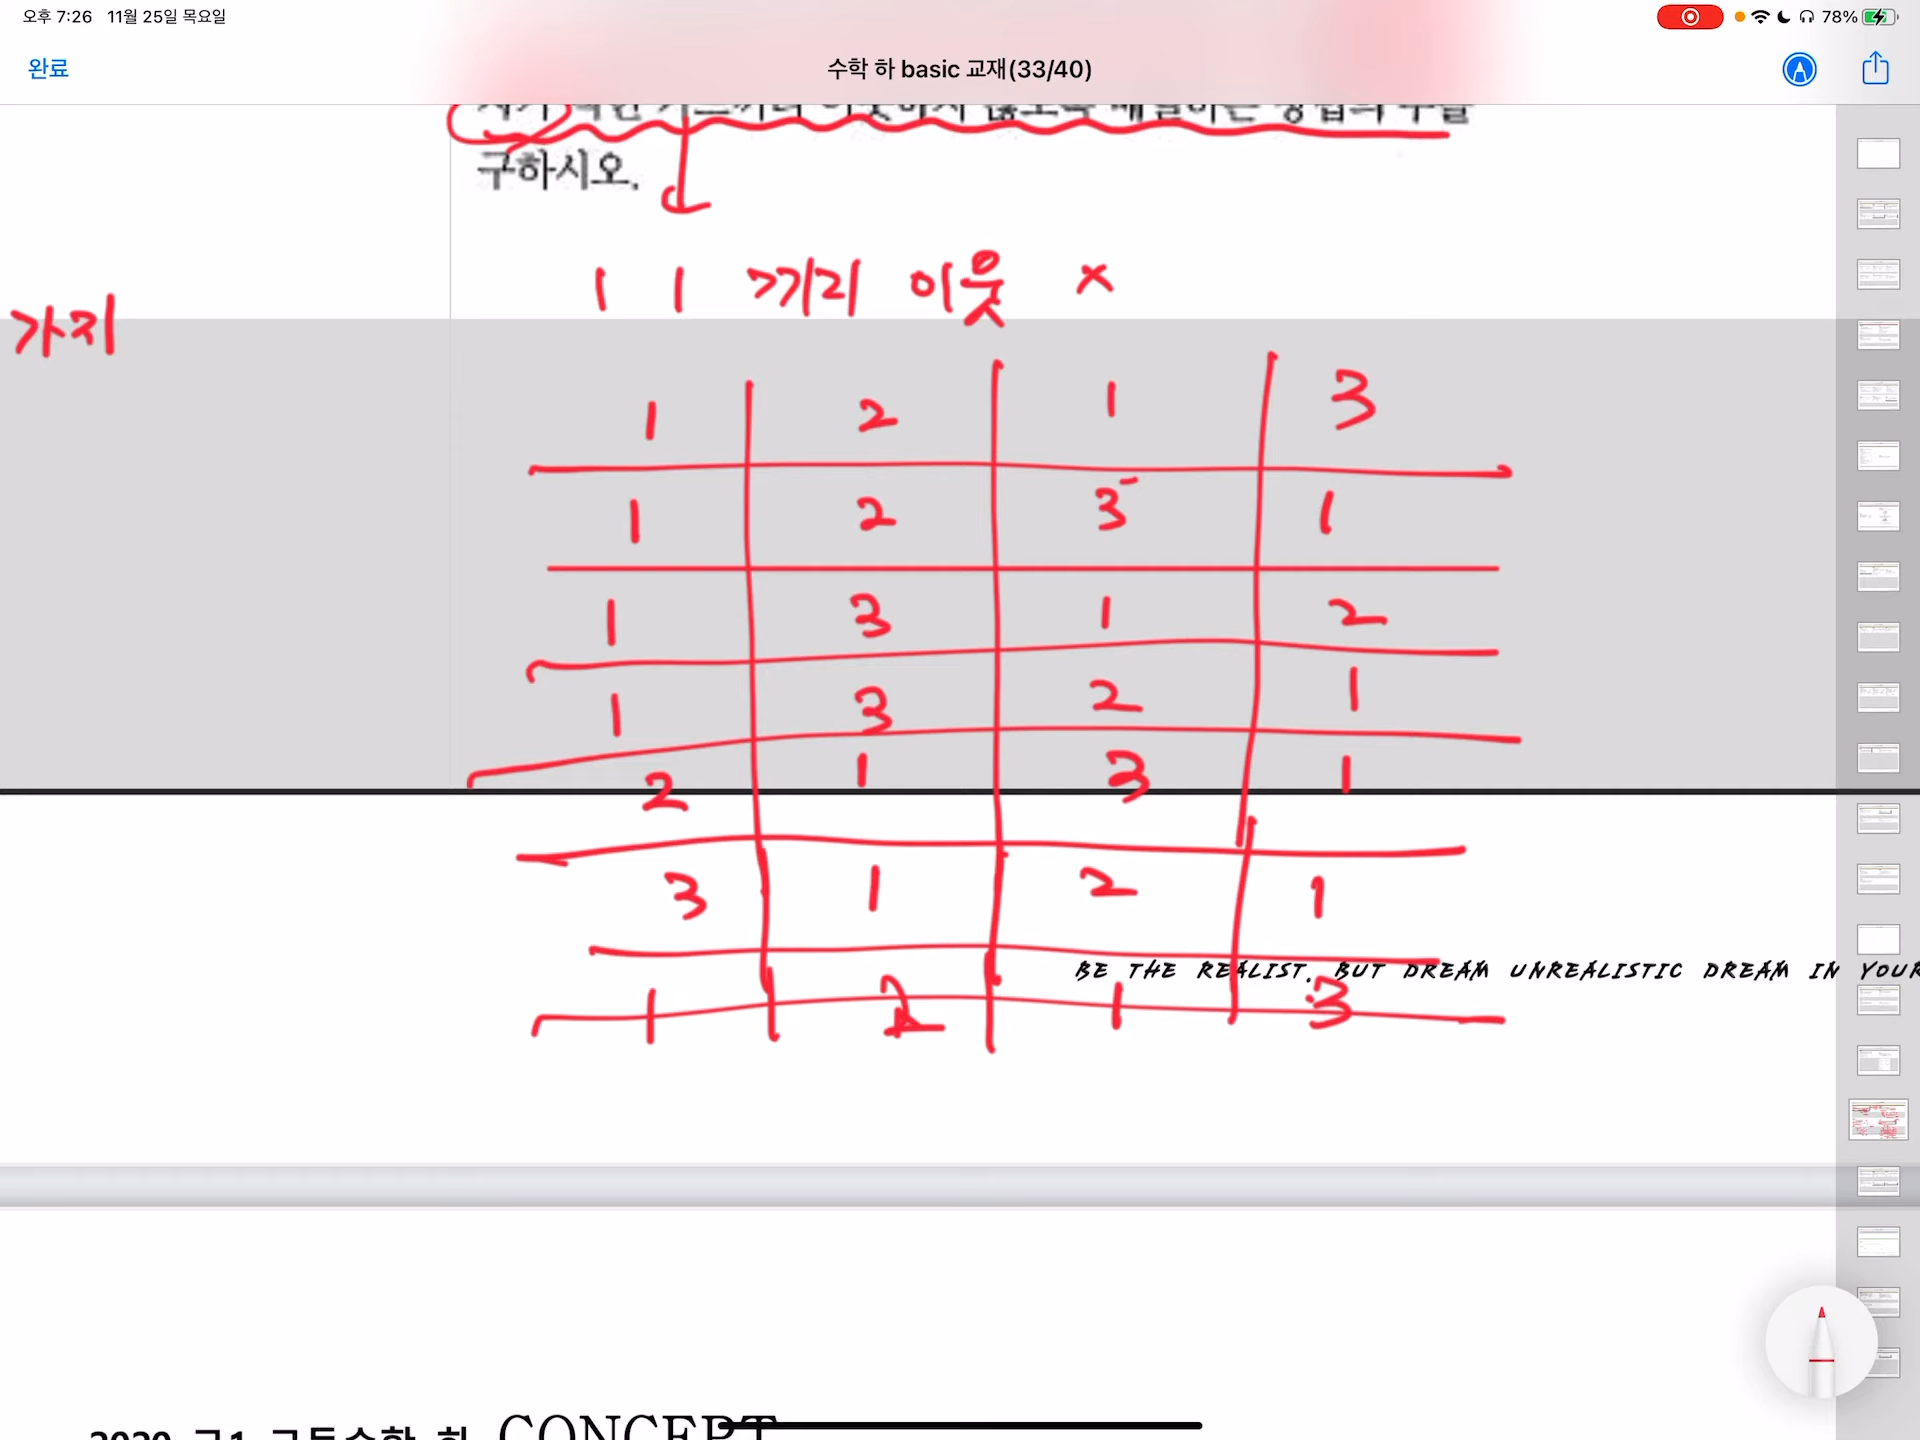 오후 7:26 11월 25일 목요일
78%
완료
수학 하 basic 교재(33/40)
구하시오.
1 1 끼리 이웃 x
가지
1 2 1 3
1 2 3 1
1 3 1 2
1 3 2 1
2 1 3 1
3 1 2 1
BE THE REALIST. BUT DREAM UNREALISTIC DREAM IN YOUR
1 2 1 3
CONCEPT